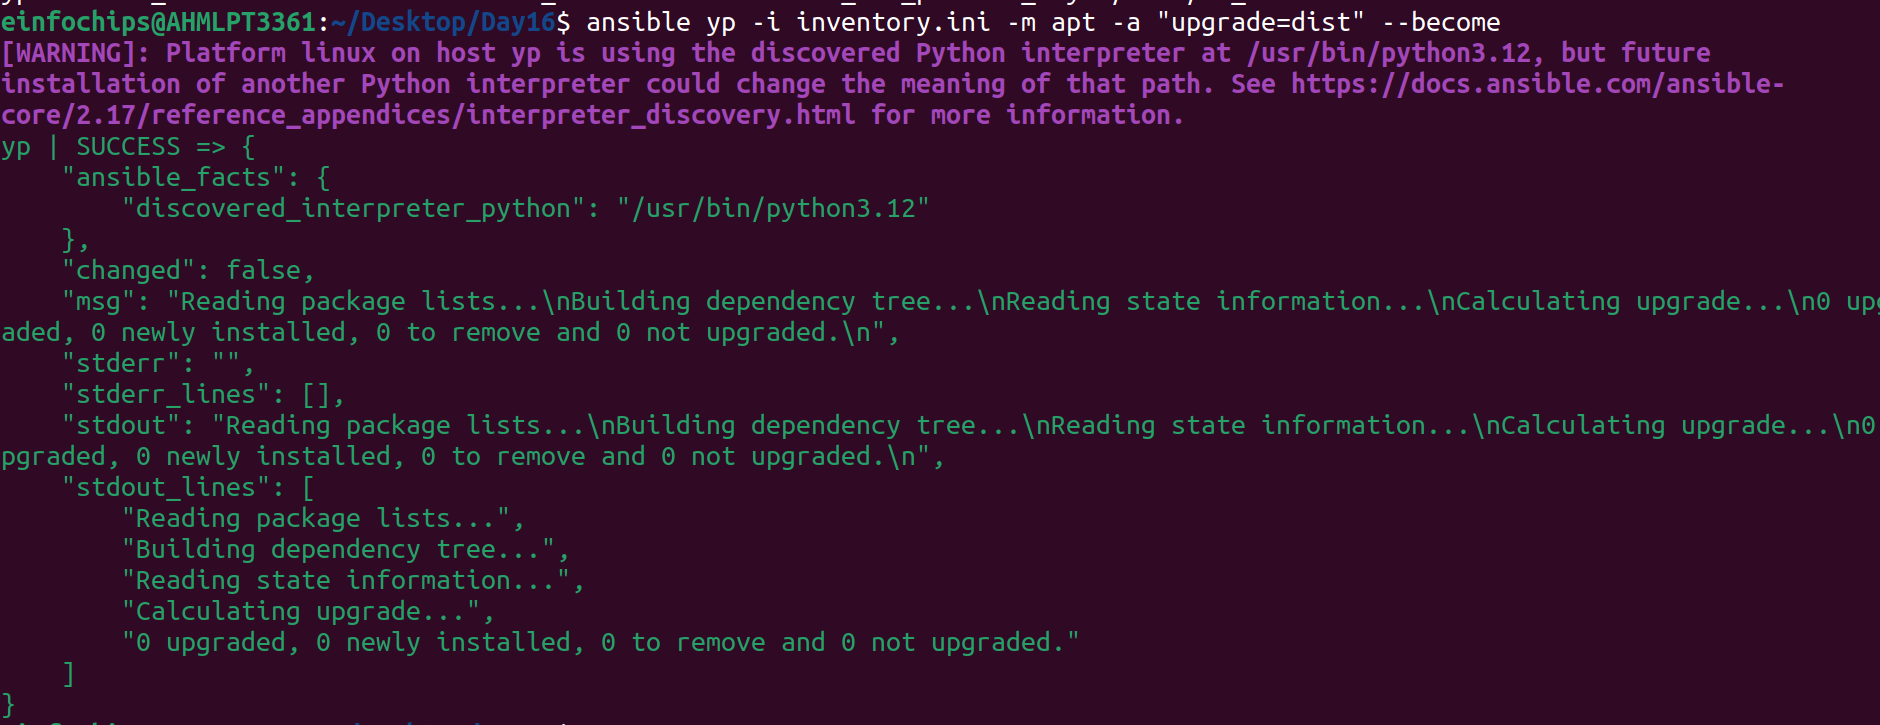 einfochips@AHMLPT3361:~/Desktop/Day16$ ansible yp -i inventory.ini -m apt -a "upgrade=dist" --become
[WARNING]: Platform linux on host yp is using the discovered Python interpreter at /usr/bin/python3.12, but future
installation of another Python interpreter could change the meaning of that path. See https://docs.ansible.com/ansible-
core/2.17/reference_appendices/interpreter_discovery.html for more information.
yp | SUCCESS => {
    "ansible_facts": {
        "discovered_interpreter_python": "/usr/bin/python3.12"
    },
    "changed": false,
    "msg": "Reading package lists...\nBuilding dependency tree...\nReading state information...\nCalculating upgrade...\n0 upg
aded, 0 newly installed, 0 to remove and 0 not upgraded.\n",
    "stderr": "",
    "stderr_lines": [],
    "stdout": "Reading package lists...\nBuilding dependency tree...\nReading state information...\nCalculating upgrade...\n0
pgraded, 0 newly installed, 0 to remove and 0 not upgraded.\n",
    "stdout_lines": [
        "Reading package lists...",
        "Building dependency tree...",
        "Reading state information...",
        "Calculating upgrade...",
        "0 upgraded, 0 newly installed, 0 to remove and 0 not upgraded."
    ]
}